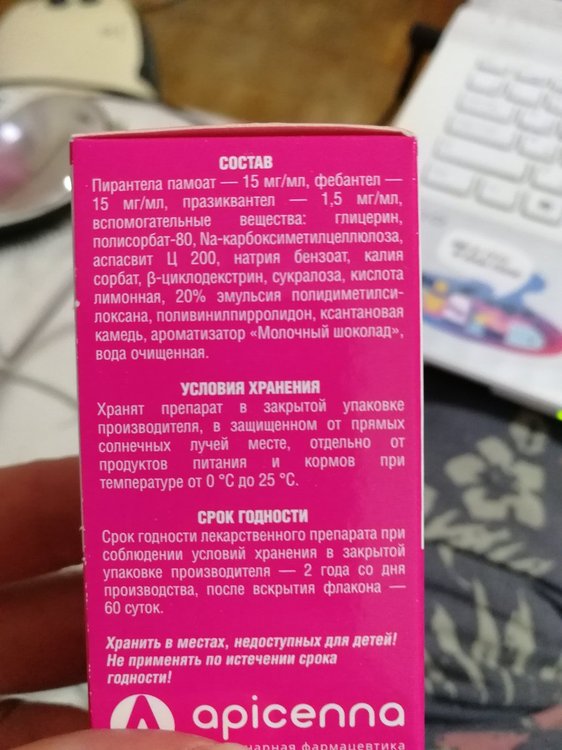 СОСТАВ
Пирантела памоат — 15 мг/мл, фебантел —
15 мг/мл, празиквантел — 1,5 мг/мл,
вспомогательные вещества: глицерин,
полисорбат-80, Na-карбоксиметилцеллюлоза,
аспасвит Ц 200, натрия бензоат, калия
сорбат, β-циклодекстрин, сукралоза, кислота
лимонная, 20% эмульсия полидиметилси-
локсана, поливинилпирролидон, ксантановая
камедь, ароматизатор «Молочный шоколад»,
вода очищенная.
УСЛОВИЯ ХРАНЕНИЯ
Хранят препарат в закрытой упаковке
производителя, в защищенном от прямых
солнечных лучей месте, отдельно от
продуктов питания и кормов при
температуре от 0 °С до 25 °С.
СРОК ГОДНОСТИ
Срок годности лекарственного препарата при
соблюдении условий хранения в закрытой
упаковке производителя — 2 года со дня
производства, после вскрытия флакона —
60 суток.
Хранить в местах, недоступных для детей!
Не применять по истечении срока
годности!
apicenna
фармацевтика